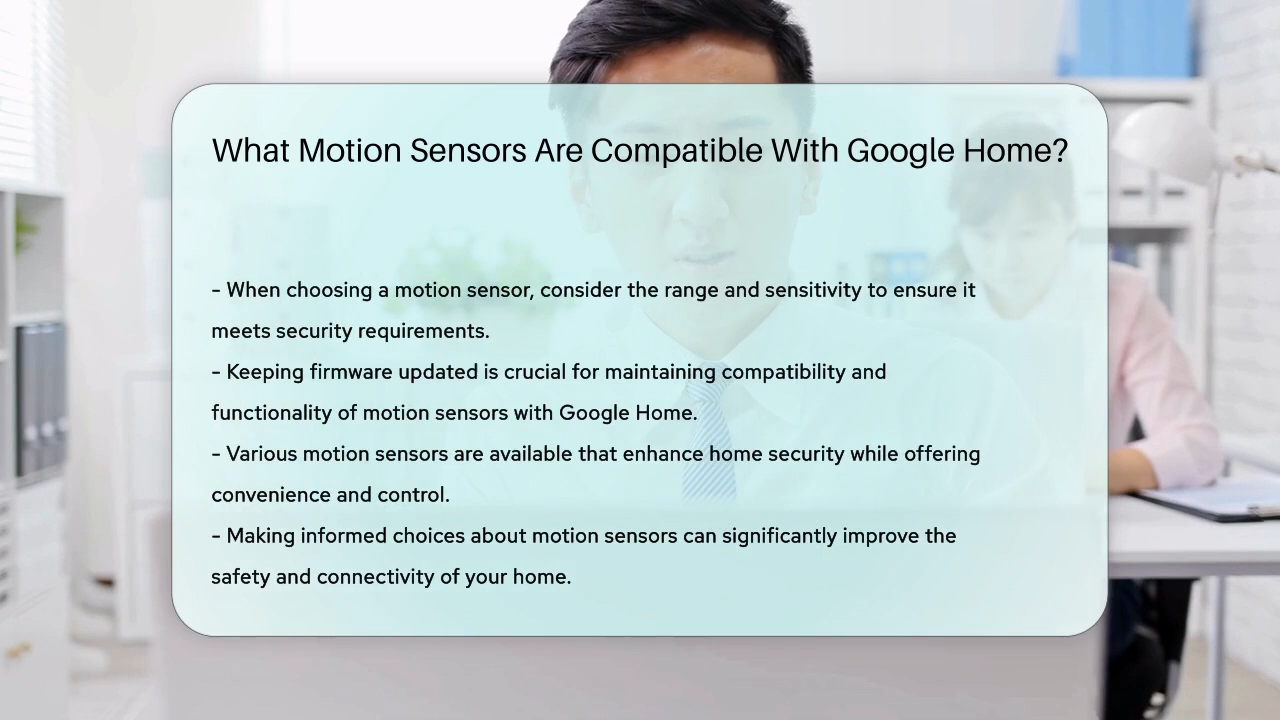 What Motion Sensors Are Compatible With Google Home?
- When choosing a motion sensor, consider the range and sensitivity to ensure it
meets security requirements.
- Keeping firmware updated is crucial for maintaining compatibility and
functionality of motion sensors with Google Home.
- Various motion sensors are available that enhance home security while offering
convenience and control.
- Making informed choices about motion sensors can significantly improve the
safety and connectivity of your home.